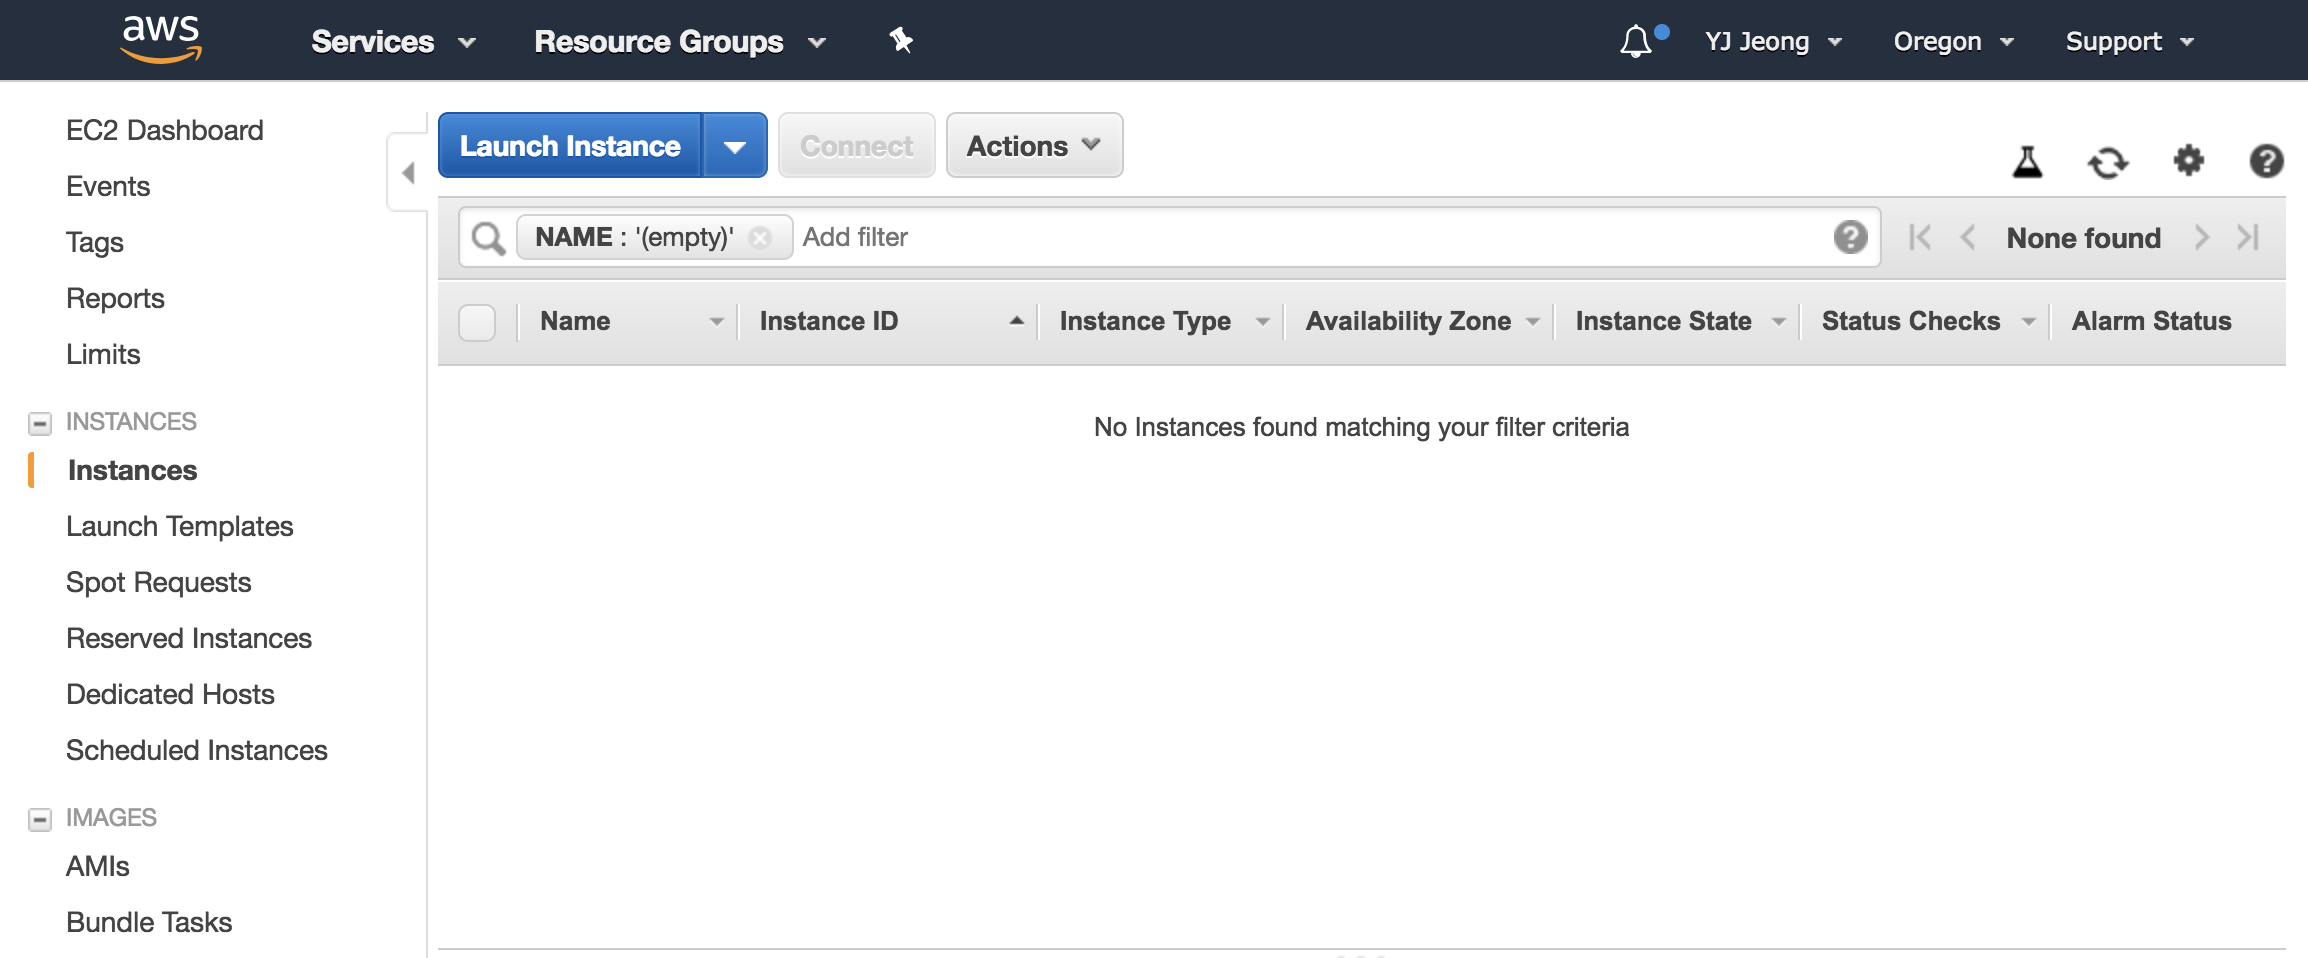 aws Services Resource Groups YJ Jeong Oregon Support
EC2 Dashboard
Events
Tags
Reports
Limits
INSTANCES
Instances
Launch Templates
Spot Requests
Reserved Instances
Dedicated Hosts
Scheduled Instances
IMAGES
AMIs
Bundle Tasks
Launch Instance Connect Actions
NAME : '(empty)' Add filter ? None found
Name Instance ID Instance Type Availability Zone Instance State Status Checks Alarm Status
No Instances found matching your filter criteria